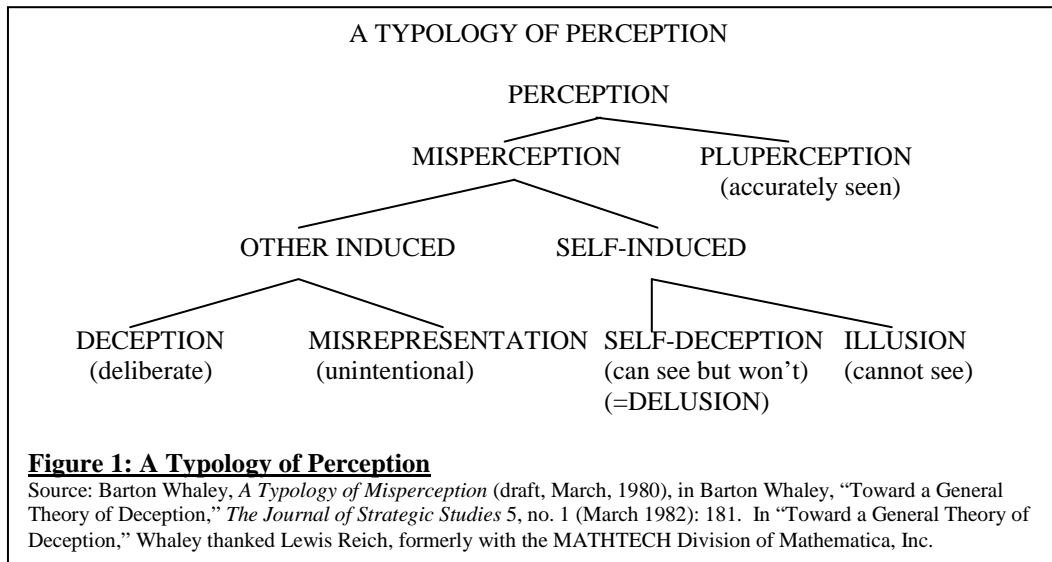 A TYPOLOGY OF PERCEPTION
PERCEPTION
MISPERCEPTION PLUPERCEPTION
(accurately seen)
OTHER INDUCED SELF-INDUCED
DECEPTION MISREPRESENTATION SELF-DECEPTION ILLUSION
(deliberate) (unintentional) (can see but won’t) (cannot see)
(=DELUSION)
Figure 1: A Typology of Perception
Source: Barton Whaley, A Typology of Misperception (draft, March, 1980), in Barton Whaley, “Toward a General
Theory of Deception,” The Journal of Strategic Studies 5, no. 1 (March 1982): 181. In “Toward a General Theory of
Deception,” Whaley thanked Lewis Reich, formerly with the MATHTECH Division of Mathematica, Inc.